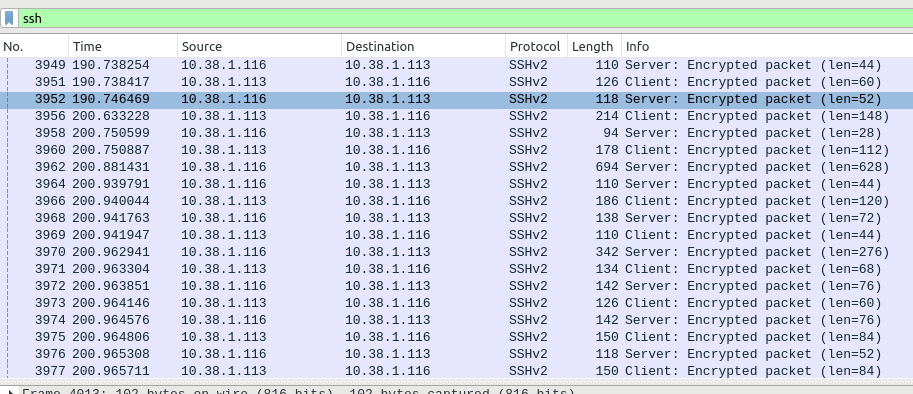 ssh
No. Time Source Destination Protocol Length Info
3949 190.738254 10.38.1.116 10.38.1.113 SSHv2 110 Server: Encrypted packet (len=44)
3951 190.738417 10.38.1.113 10.38.1.116 SSHv2 126 Client: Encrypted packet (len=60)
3952 190.746469 10.38.1.116 10.38.1.113 SSHv2 118 Server: Encrypted packet (len=52)
3956 200.633228 10.38.1.113 10.38.1.116 SSHv2 214 Client: Encrypted packet (len=148)
3958 200.750599 10.38.1.116 10.38.1.113 SSHv2 94 Server: Encrypted packet (len=28)
3960 200.750887 10.38.1.113 10.38.1.116 SSHv2 178 Client: Encrypted packet (len=112)
3962 200.881431 10.38.1.116 10.38.1.113 SSHv2 694 Server: Encrypted packet (len=628)
3964 200.939791 10.38.1.116 10.38.1.113 SSHv2 110 Server: Encrypted packet (len=44)
3966 200.940044 10.38.1.113 10.38.1.116 SSHv2 186 Client: Encrypted packet (len=120)
3968 200.941763 10.38.1.116 10.38.1.113 SSHv2 138 Server: Encrypted packet (len=72)
3969 200.941947 10.38.1.113 10.38.1.116 SSHv2 110 Client: Encrypted packet (len=44)
3970 200.962941 10.38.1.116 10.38.1.113 SSHv2 342 Server: Encrypted packet (len=276)
3971 200.963304 10.38.1.113 10.38.1.116 SSHv2 134 Client: Encrypted packet (len=68)
3972 200.963851 10.38.1.116 10.38.1.113 SSHv2 142 Server: Encrypted packet (len=76)
3973 200.964146 10.38.1.113 10.38.1.116 SSHv2 126 Client: Encrypted packet (len=60)
3974 200.964576 10.38.1.116 10.38.1.113 SSHv2 142 Server: Encrypted packet (len=76)
3975 200.964806 10.38.1.113 10.38.1.116 SSHv2 150 Client: Encrypted packet (len=84)
3976 200.965308 10.38.1.116 10.38.1.113 SSHv2 118 Server: Encrypted packet (len=52)
3977 200.965711 10.38.1.113 10.38.1.116 SSHv2 150 Client: Encrypted packet (len=84)
Frame 4013: 102 bytes on wire (816 bits), 102 bytes captured (816 bits)